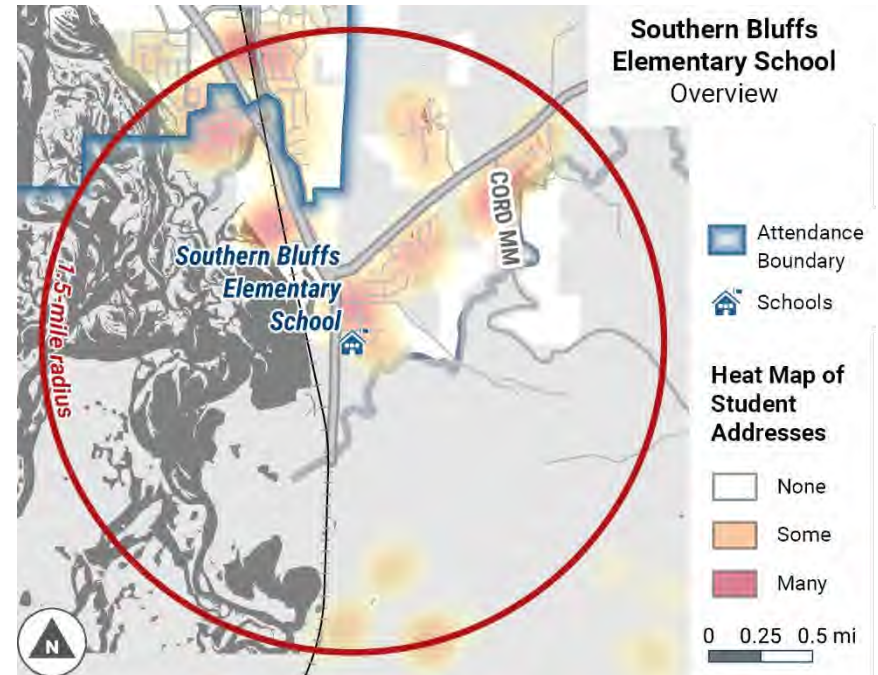 Southern Bluffs
Elementary School
Overview
CORD MM
Southern Bluffs
Elementary
School
1.5-mile radius
Attendance
Boundary
Schools
Heat Map of
Student
Addresses
None
Some
Many
0 0.25 0.5 mi
N